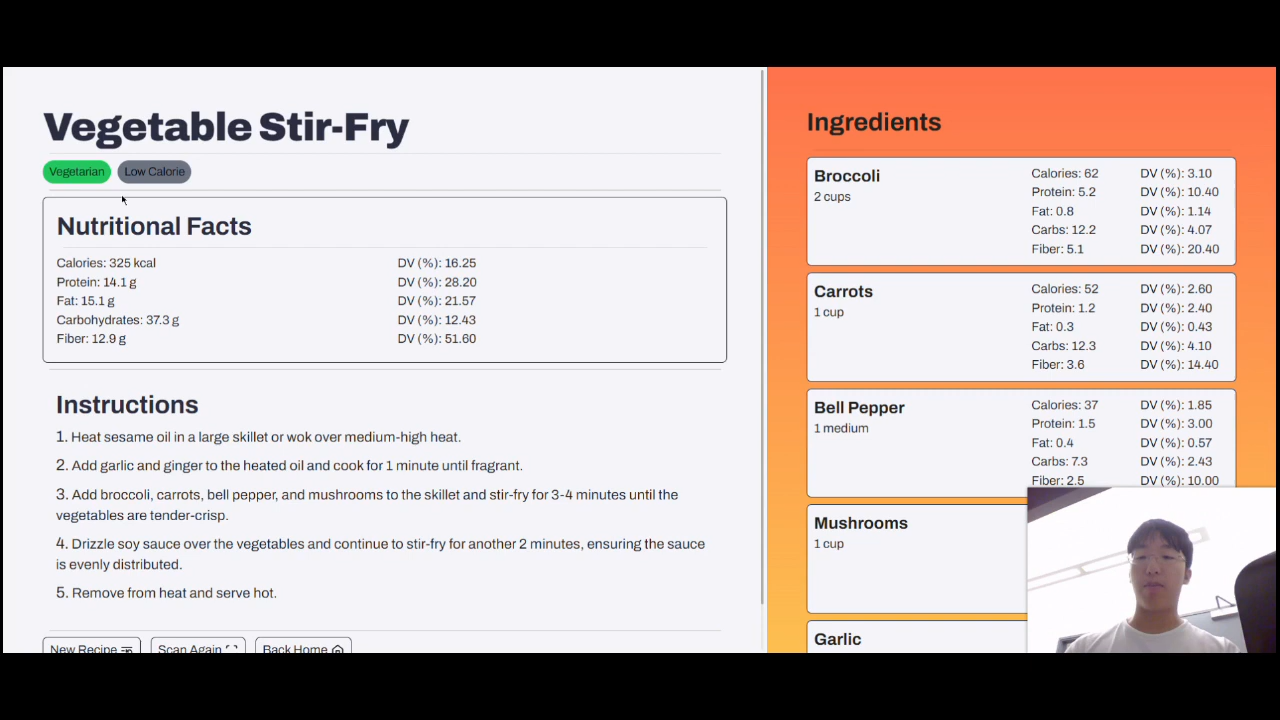 Vegetable Stir-Fry
Vegetarian
Low Calorie
Nutritional Facts
Calories: 325 kcal
DV (%): 16.25
Protein: 14.1 g
DV (%): 28.20
Fat: 15.1 g
DV (%): 21.57
Carbohydrates: 37.3 g
DV (%): 12.43
Fiber: 12.9 g
DV (%): 51.60
Instructions
1. Heat sesame oil in a large skillet or wok over medium-high heat.
2. Add garlic and ginger to the heated oil and cook for 1 minute until fragrant.
3. Add broccoli, carrots, bell pepper, and mushrooms to the skillet and stir-fry for 3-4 minutes until the
vegetables are tender-crisp.
4. Drizzle soy sauce over the vegetables and continue to stir-fry for another 2 minutes, ensuring the sauce
is evenly distributed.
5. Remove from heat and serve hot.
New Recipe
Scan Again
Back Home
Ingredients
Broccoli
2 cups
Calories: 62
DV (%): 3.10
Protein: 5.2
DV (%): 10.40
Fat: 0.8
DV (%): 1.14
Carbs: 12.2
DV (%): 4.07
Fiber: 5.1
DV (%): 20.40
Carrots
1 cup
Calories: 52
DV (%): 2.60
Protein: 1.2
DV (%): 2.40
Fat: 0.3
DV (%): 0.43
Carbs: 12.3
DV (%): 4.10
Fiber: 3.6
DV (%): 14.40
Bell Pepper
1 medium
Calories: 37
DV (%): 1.85
Protein: 1.5
DV (%): 3.00
Fat: 0.4
DV (%): 0.57
Carbs: 7.3
DV (%): 2.43
Fiber: 2.5
DV (%): 10.00
Mushrooms
1 cup
Garlic